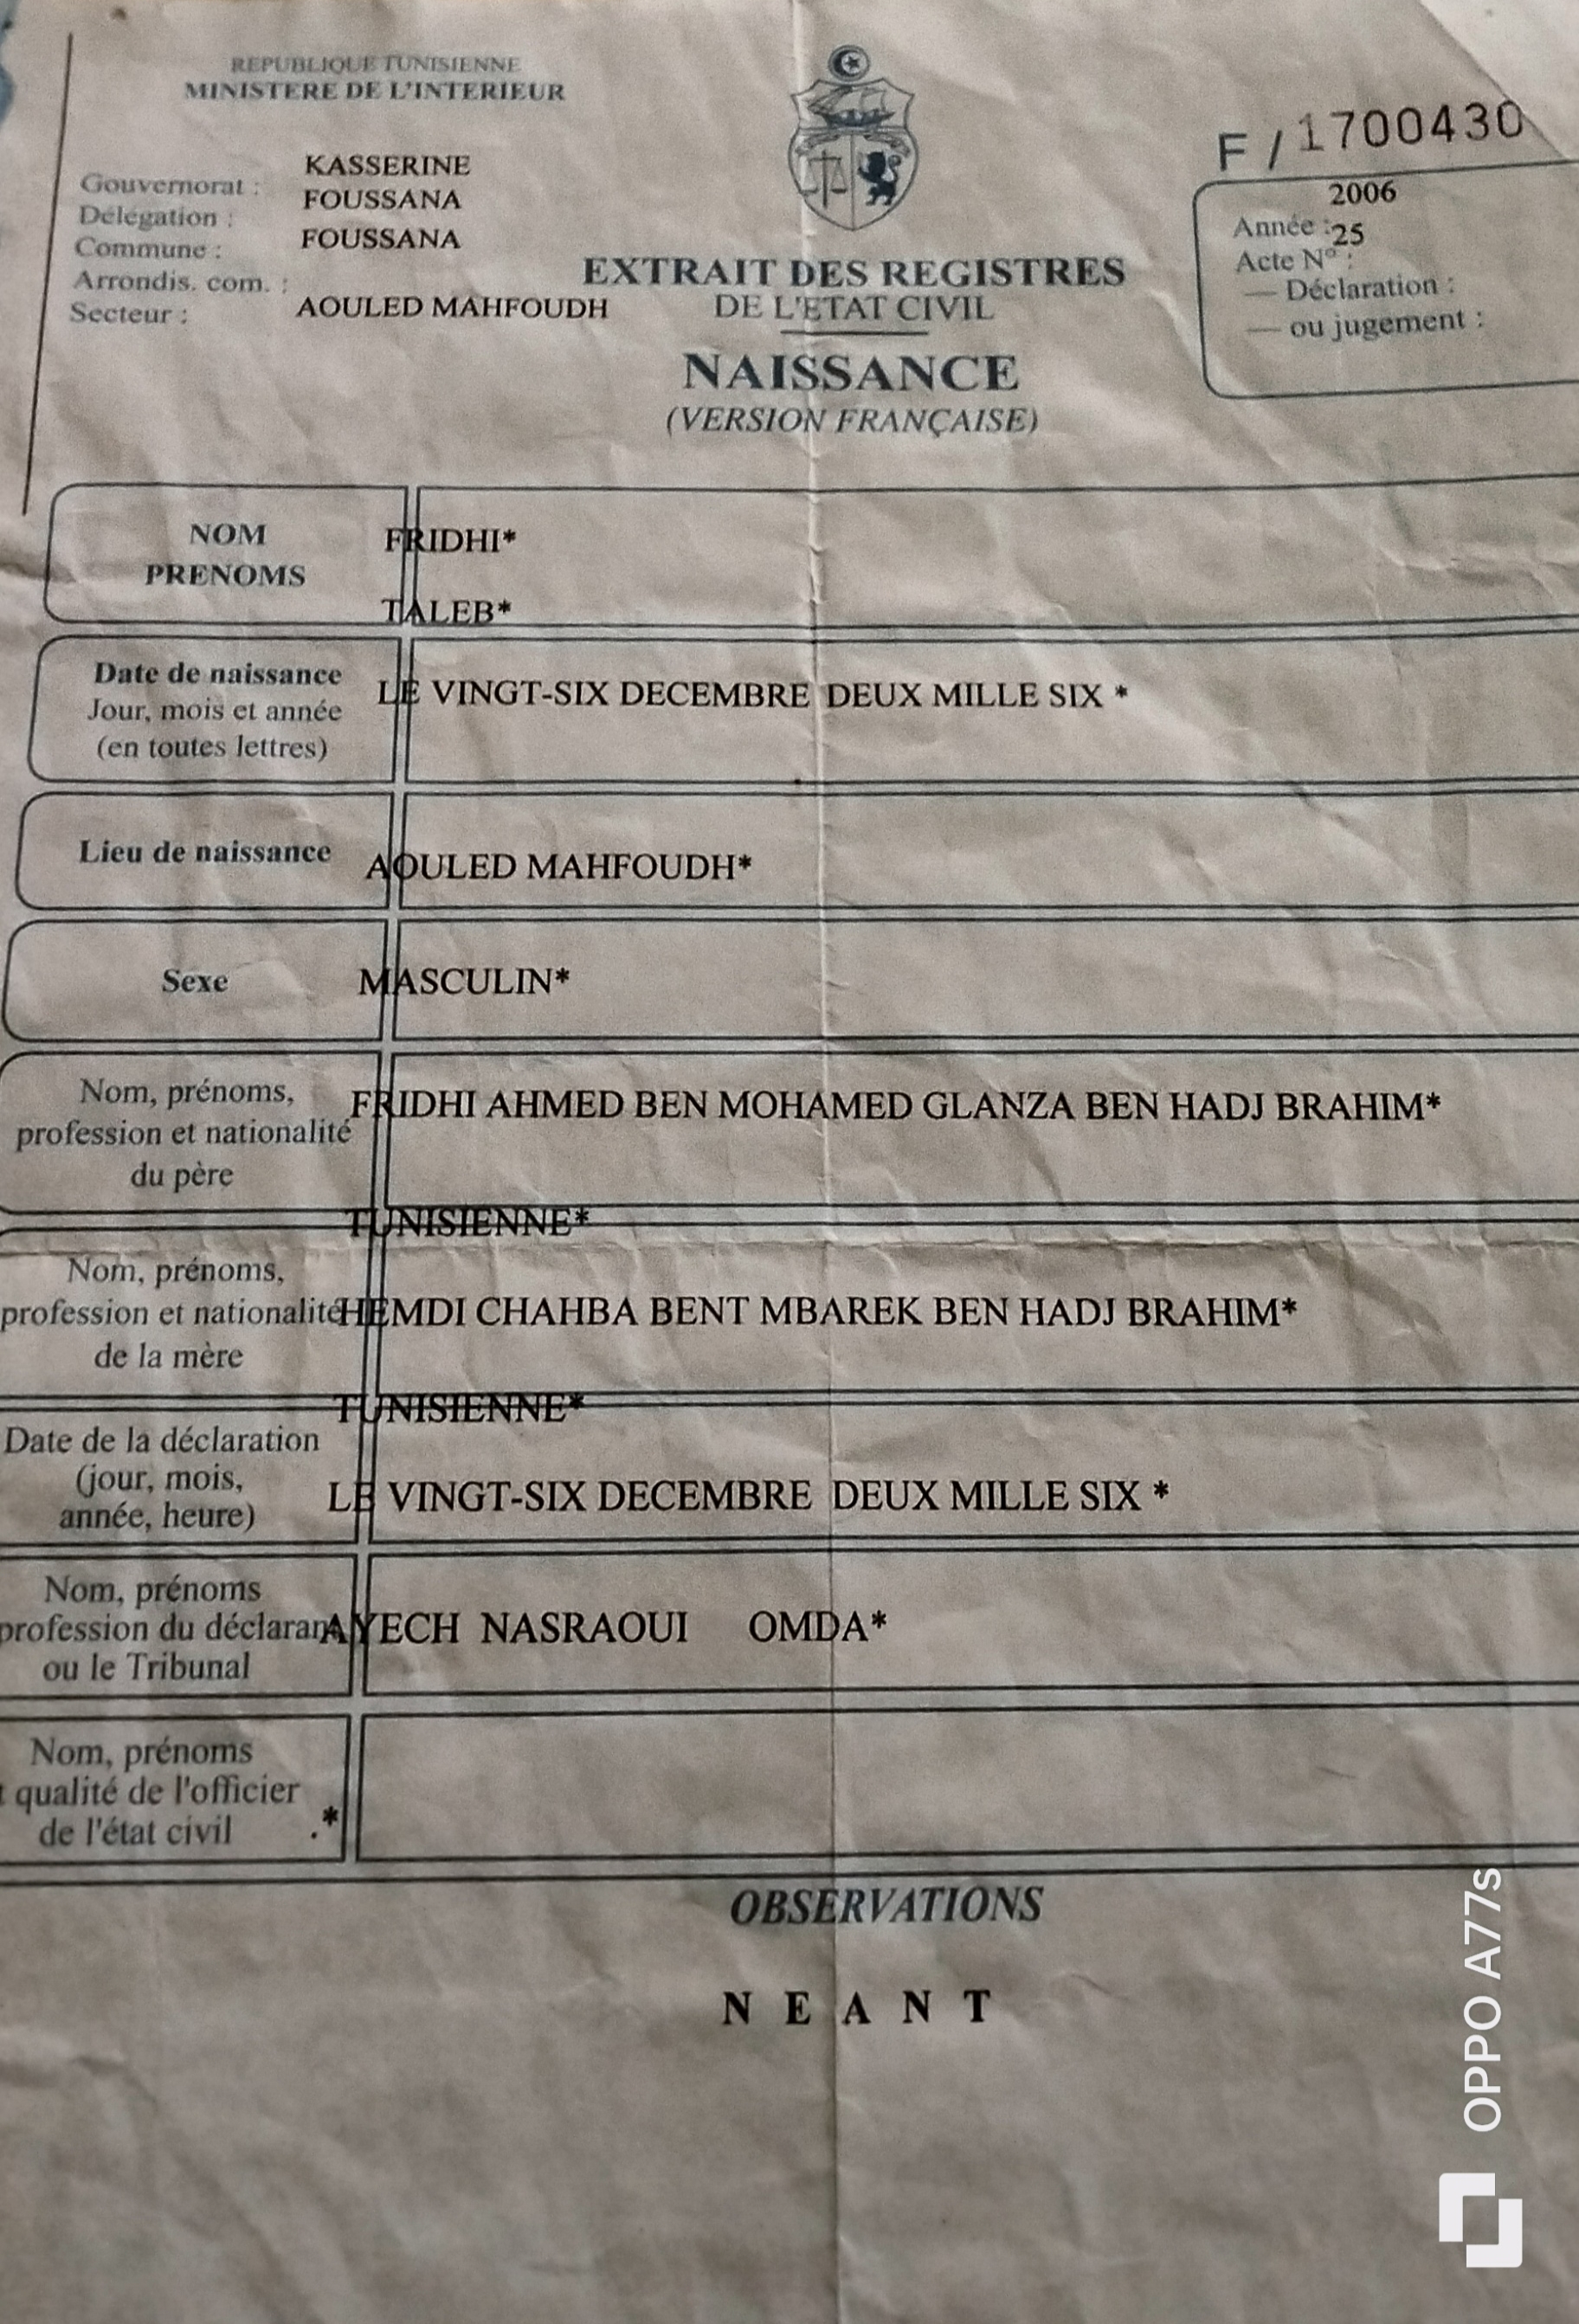 REPUBLIQUE TUNISIENNE
MINISTERE DE L'INTERIEUR
F / 1700430
Gouvernorat : KASSERINE
Délégation : FOUSSANA
Commune : FOUSSANA
Arrondis. com. :
Secteur : AOULED MAHFOUDH
2006
Année :
25
Acte N° :
— Déclaration :
— ou jugement :
EXTRAIT DES REGISTRES
DE L'ETAT CIVIL
NAISSANCE
(VERSION FRANÇAISE)
NOM FRIDHI*
PRENOMS
TALEB*
Date de naissance
Jour, mois et année
(en toutes lettres)
LE VINGT-SIX DECEMBRE DEUX MILLE SIX *
Lieu de naissance AOULED MAHFOUDH*
Sexe MASCULIN*
Nom, prénoms,
profession et nationalité
du père
FRIDHI AHMED BEN MOHAMED GLANZA BEN HADJ BRAHIM*
TUNISIENNE*
Nom, prénoms,
profession et nationalité
de la mère
HEMDI CHAHBA BENT MBAREK BEN HADJ BRAHIM*
TUNISIENNE*
Date de la déclaration
(jour, mois,
année, heure)
LE VINGT-SIX DECEMBRE DEUX MILLE SIX *
Nom, prénoms
profession du déclarant
ou le Tribunal
AYECH NASRAOUI OMDA*
Nom, prénoms
t qualité de l'officier
de l'état civil .*
OBSERVATIONS
N E A N T
OPPO A77s